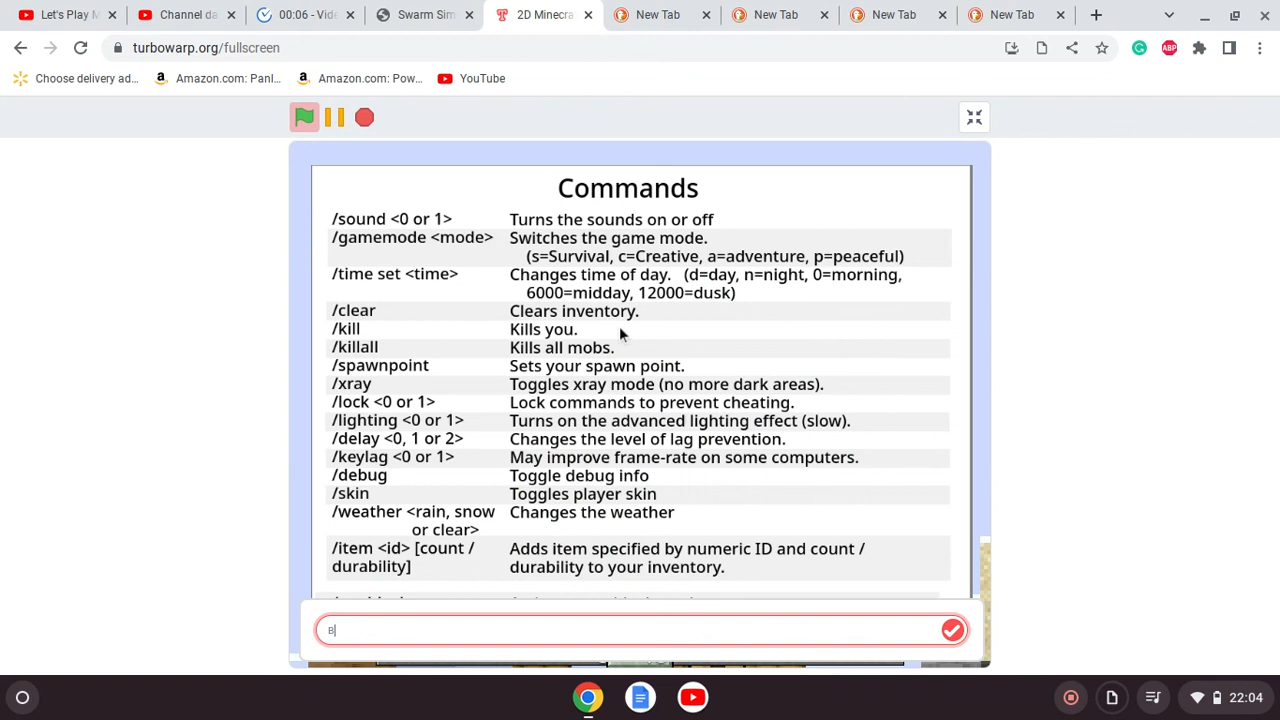 Let's Play M
Channel da
00:06 - Vide
Swarm Sim
2D Minecra
New Tab
New Tab
New Tab
New Tab
turbowarp.org/fullscreen
ABP
Choose delivery ad...
Amazon.com: Panl...
Amazon.com: Pow...
YouTube
Commands
/sound <0 or 1> Turns the sounds on or off
/gamemode <mode> Switches the game mode.
(s=Survival, c=Creative, a=adventure, p=peaceful)
/time set <time> Changes time of day. (d=day, n=night, 0=morning,
6000=midday, 12000=dusk)
/clear Clears inventory.
/kill Kills you.
/killall Kills all mobs.
/spawnpoint Sets your spawn point.
/xray Toggles xray mode (no more dark areas).
/lock <0 or 1> Lock commands to prevent cheating.
/lighting <0 or 1> Turns on the advanced lighting effect (slow).
/delay <0, 1 or 2> Changes the level of lag prevention.
/keylag <0 or 1> May improve frame-rate on some computers.
/debug Toggle debug info
/skin Toggles player skin
/weather <rain, snow Changes the weather
or clear>
/item <id> [count / Adds item specified by numeric ID and count /
durability] durability to your inventory.
B
22:04